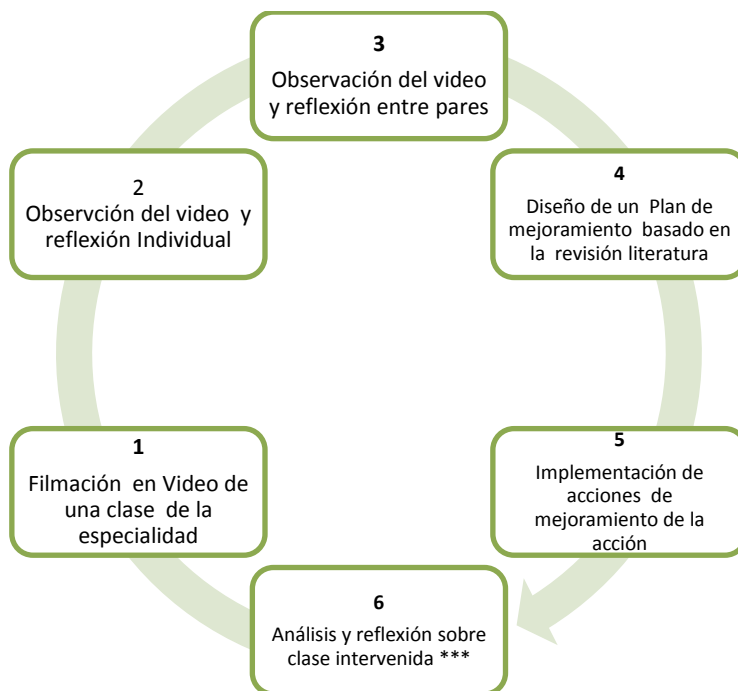 3
Observación del video
y reflexión entre pares
2
Observción del video y
reflexión Individual
4
Diseño de un Plan de
mejoramiento basado en
la revisión literatura
1
Filmación en Video de
una clase de la
especialidad
5
Implementación de
acciones de
mejoramiento de la
acción
6
Análisis y reflexión sobre
clase intervenida ***